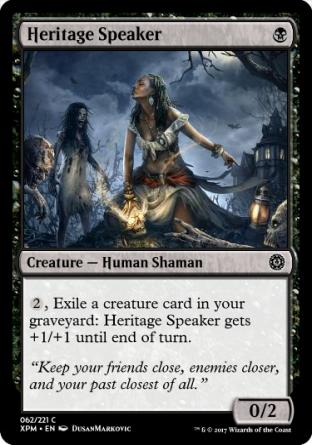 Heritage Speaker
Creature — Human Shaman
2, Exile a creature card in your
graveyard: Heritage Speaker gets
+1/+1 until end of turn.
“Keep your friends close, enemies closer,
and your past closest of all.”
0/2
062/221 C
XPM • EN DusanMarkovic
™ & © 2017 Wizards of the Coast